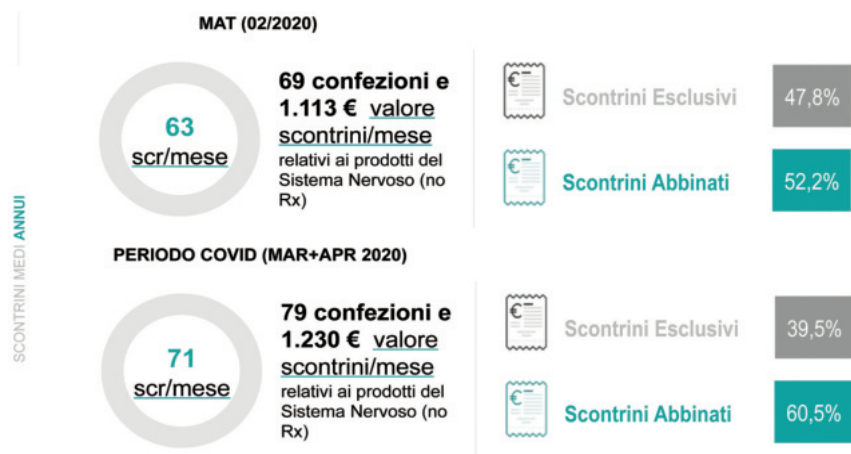 MAT (02/2020)
63
scr/mese
69 confezioni e
1.113 € valore
scontrini/mese
relativi ai prodotti del
Sistema Nervoso (no
Rx)
€
Scontrini Esclusivi
47,8%
€
Scontrini Abbinati
52,2%
SCONTRINI MEDI ANNUI
PERIODO COVID (MAR+APR 2020)
71
scr/mese
79 confezioni e
1.230 € valore
scontrini/mese
relativi ai prodotti del
Sistema Nervoso (no
Rx)
€
Scontrini Esclusivi
39,5%
€
Scontrini Abbinati
60,5%